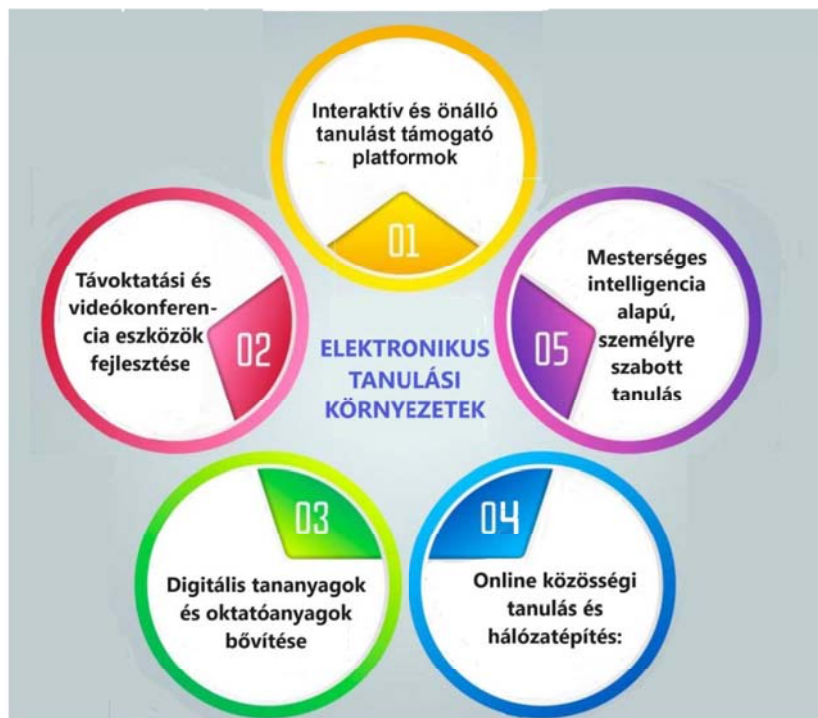 Interaktív és önálló
tanulást támogató
platformok
01
Távoktatási és
videókonferen-
cia eszközök
fejlesztése
02
ELEKTRONIKUS
TANULÁSI
KÖRNYEZETEK
Mesterséges
intelligencia
alapú,
személyre
szabott
tanulás
05
03
Digitális tananyagok
és oktatóanyagok
bővítése
04
Online közösségi
tanulás és
hálózatépítés: